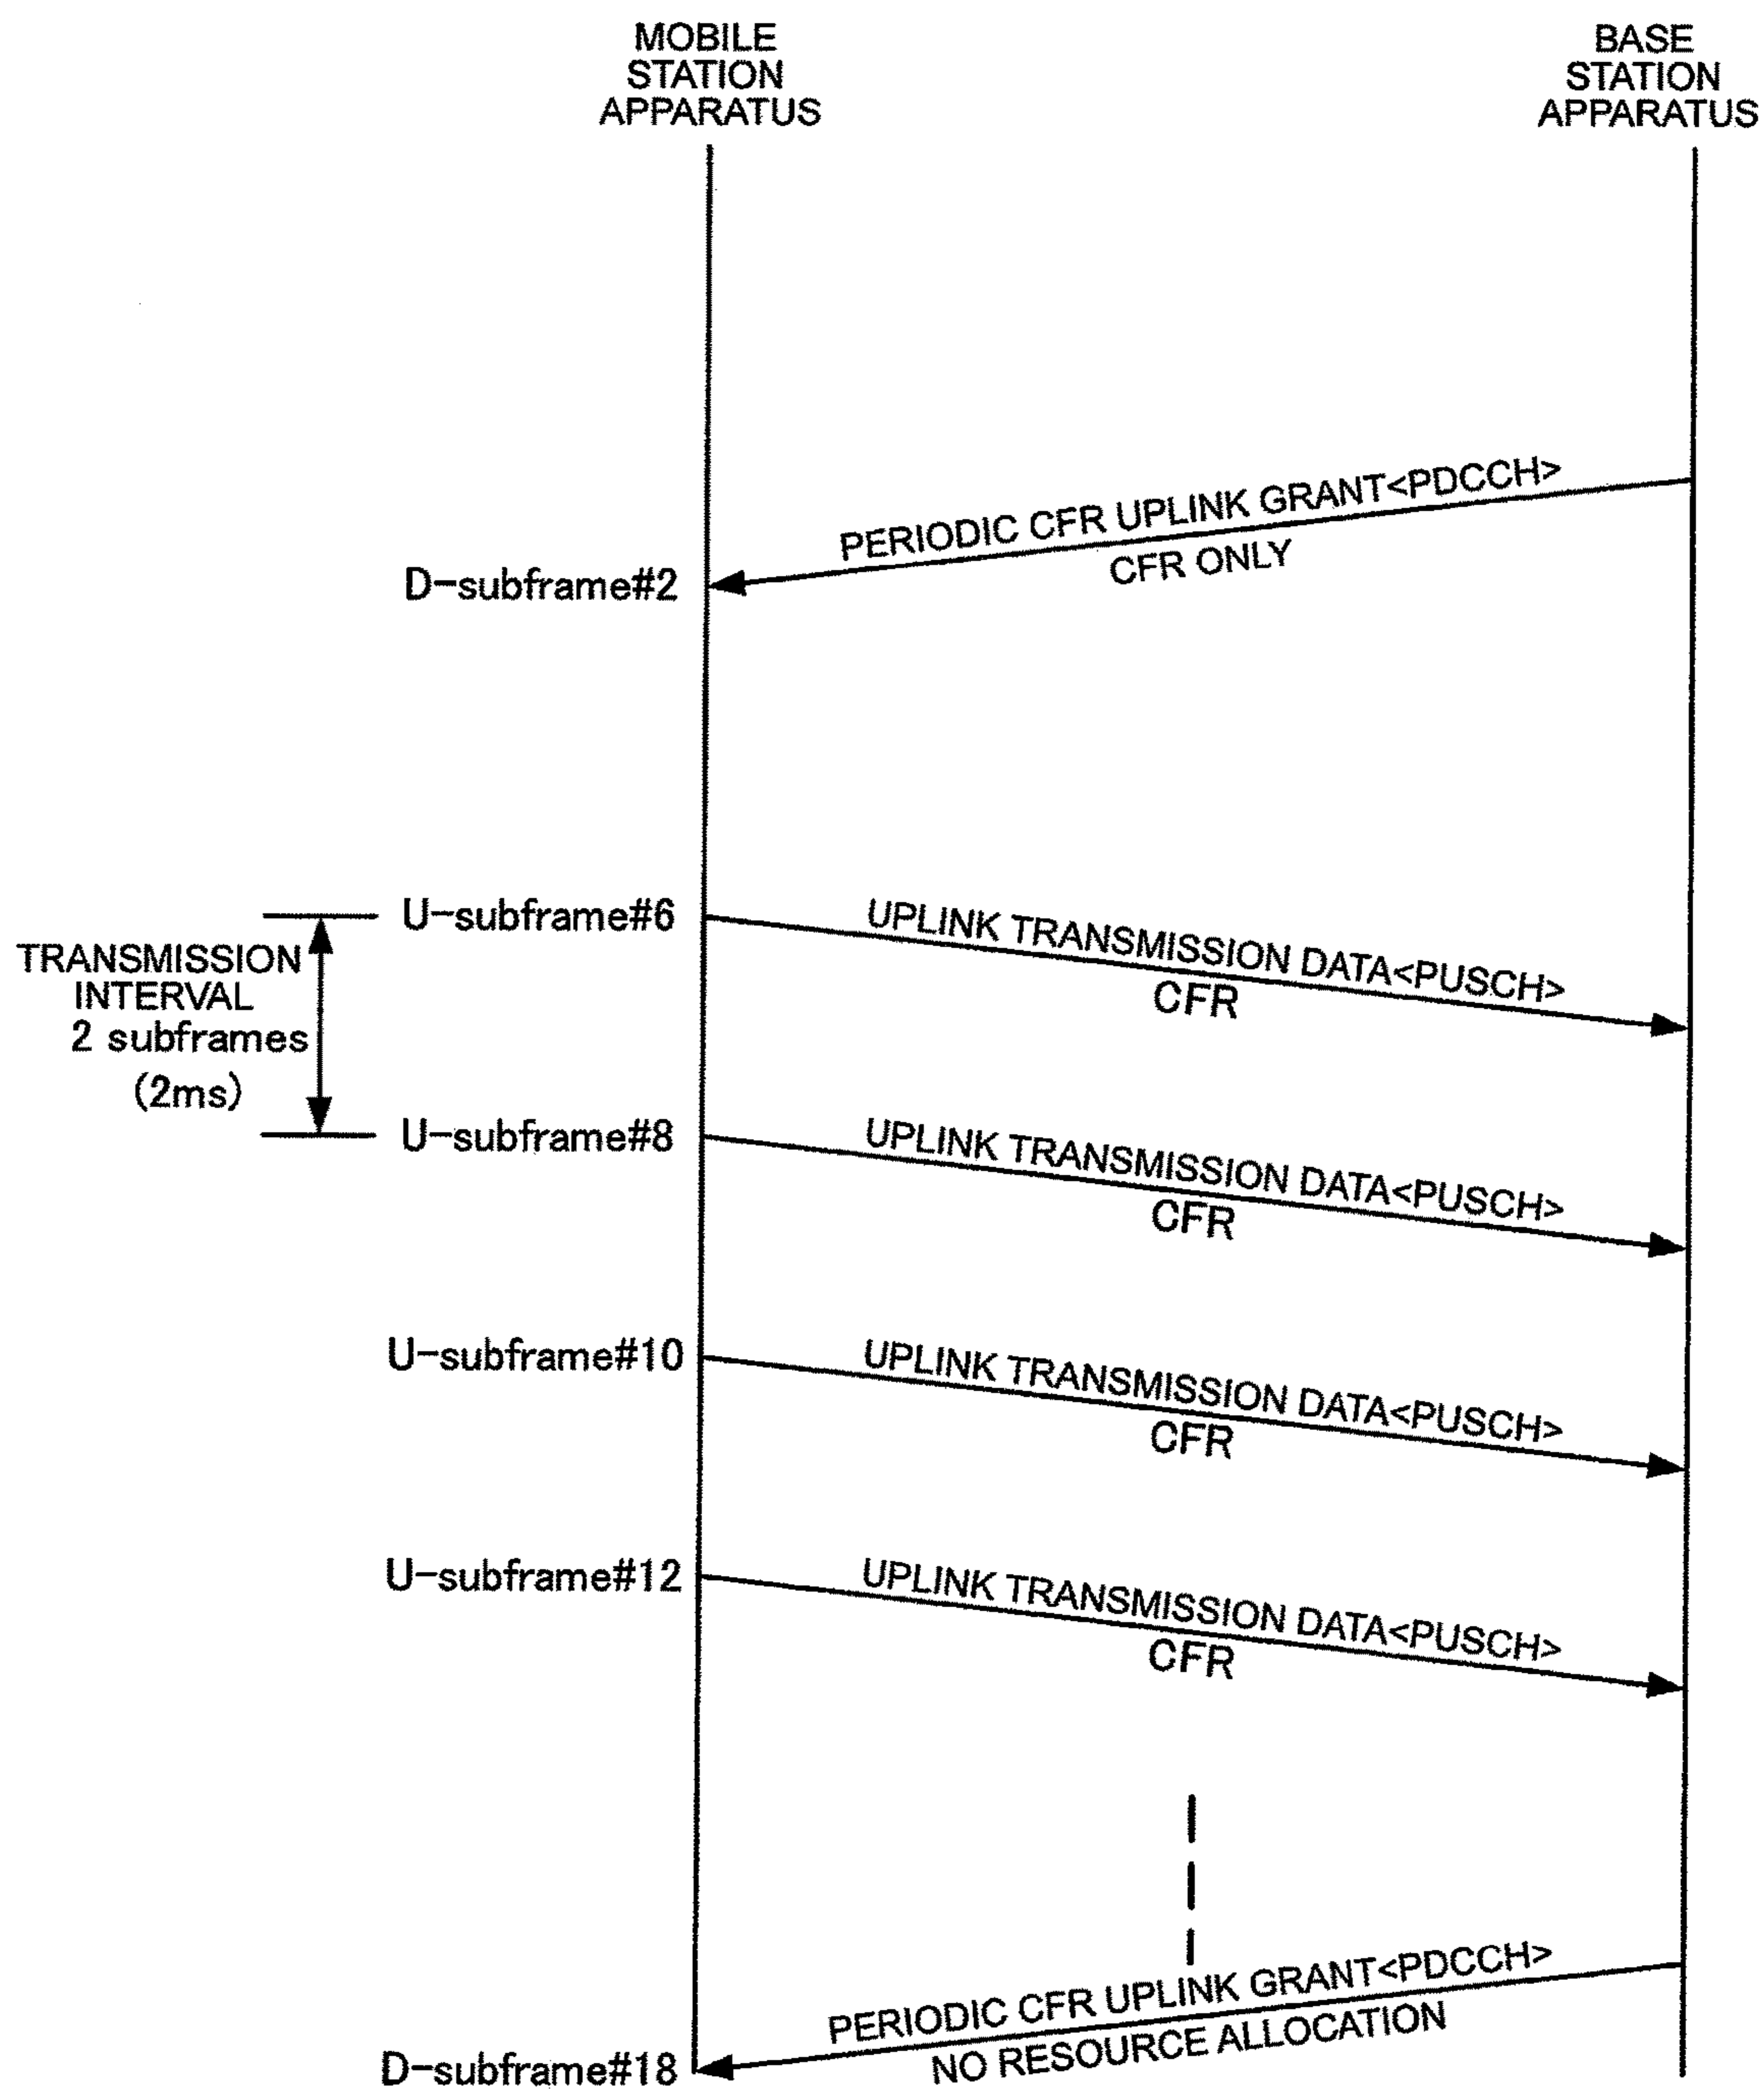 MOBILE
STATION
APPARATUS
BASE
STATION
APPARATUS
PERIODIC CFR UPLINK GRANT<PDCCH>
CFR ONLY
D-subframe#2
U-subframe#6
UPLINK TRANSMISSION DATA<PUSCH>
CFR
TRANSMISSION
INTERVAL
2 subframes
(2ms)
U-subframe#8
UPLINK TRANSMISSION DATA<PUSCH>
CFR
U-subframe#10
UPLINK TRANSMISSION DATA<PUSCH>
CFR
U-subframe#12
UPLINK TRANSMISSION DATA<PUSCH>
CFR
PERIODIC CFR UPLINK GRANT<PDCCH>
NO RESOURCE ALLOCATION
D-subframe#18